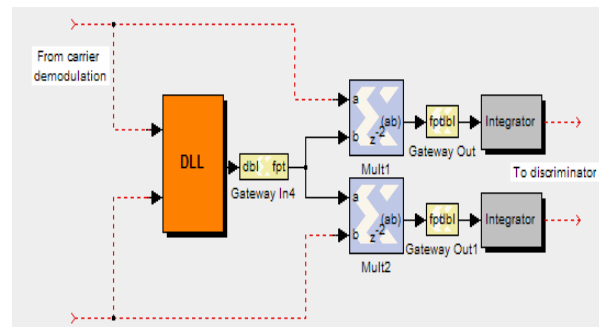 From carrier
demodulation
DLL
dbl fpt
Gateway In4
a
b
(ab)
z-2
Mult1
fpt dbl
Gateway Out
Integrator
To discriminator
a
b
(ab)
z-2
Mult2
fpt dbl
Gateway Out1
Integrator